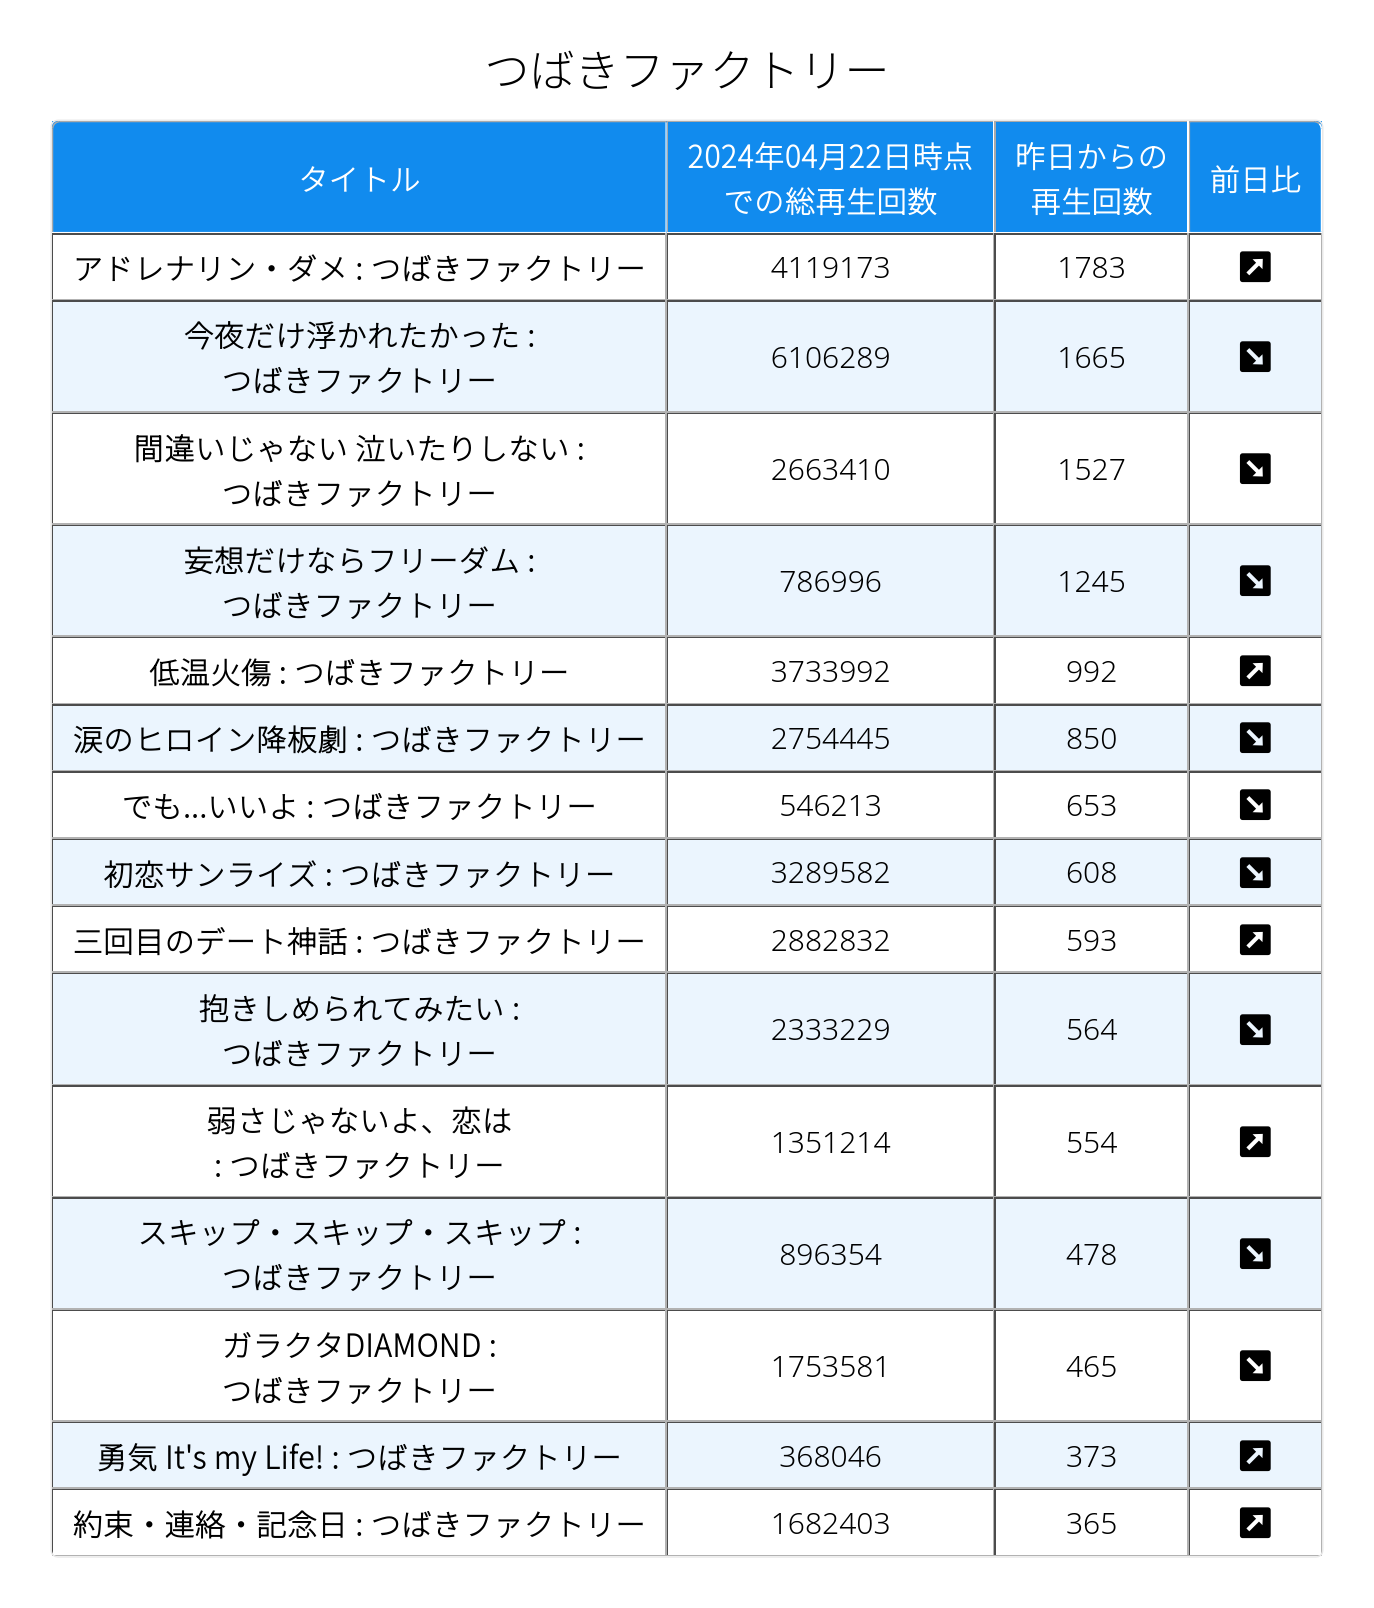 つばきファクトリー
タイトル
2024年04月22日時点
での総再生回数
昨日からの
再生回数
前日比
アドレナリン・ダメ : つばきファクトリー
4119173
1783
今夜だけ浮かれたかった :
つばきファクトリー
6106289
1665
間違いじゃない 泣いたりしない :
つばきファクトリー
2663410
1527
妄想だけならフリーダム :
つばきファクトリー
786996
1245
低温火傷 : つばきファクトリー
3733992
992
涙のヒロイン降板劇 : つばきファクトリー
2754445
850
でも...いいよ : つばきファクトリー
546213
653
初恋サンライズ : つばきファクトリー
3289582
608
三回目のデート神話 : つばきファクトリー
2882832
593
抱きしめられてみたい :
つばきファクトリー
2333229
564
弱さじゃないよ、恋は
: つばきファクトリー
1351214
554
スキップ・スキップ・スキップ :
つばきファクトリー
896354
478
ガラクタDIAMOND :
つばきファクトリー
1753581
465
勇気 It's my Life! : つばきファクトリー
368046
373
約束・連絡・記念日 : つばきファクトリー
1682403
365